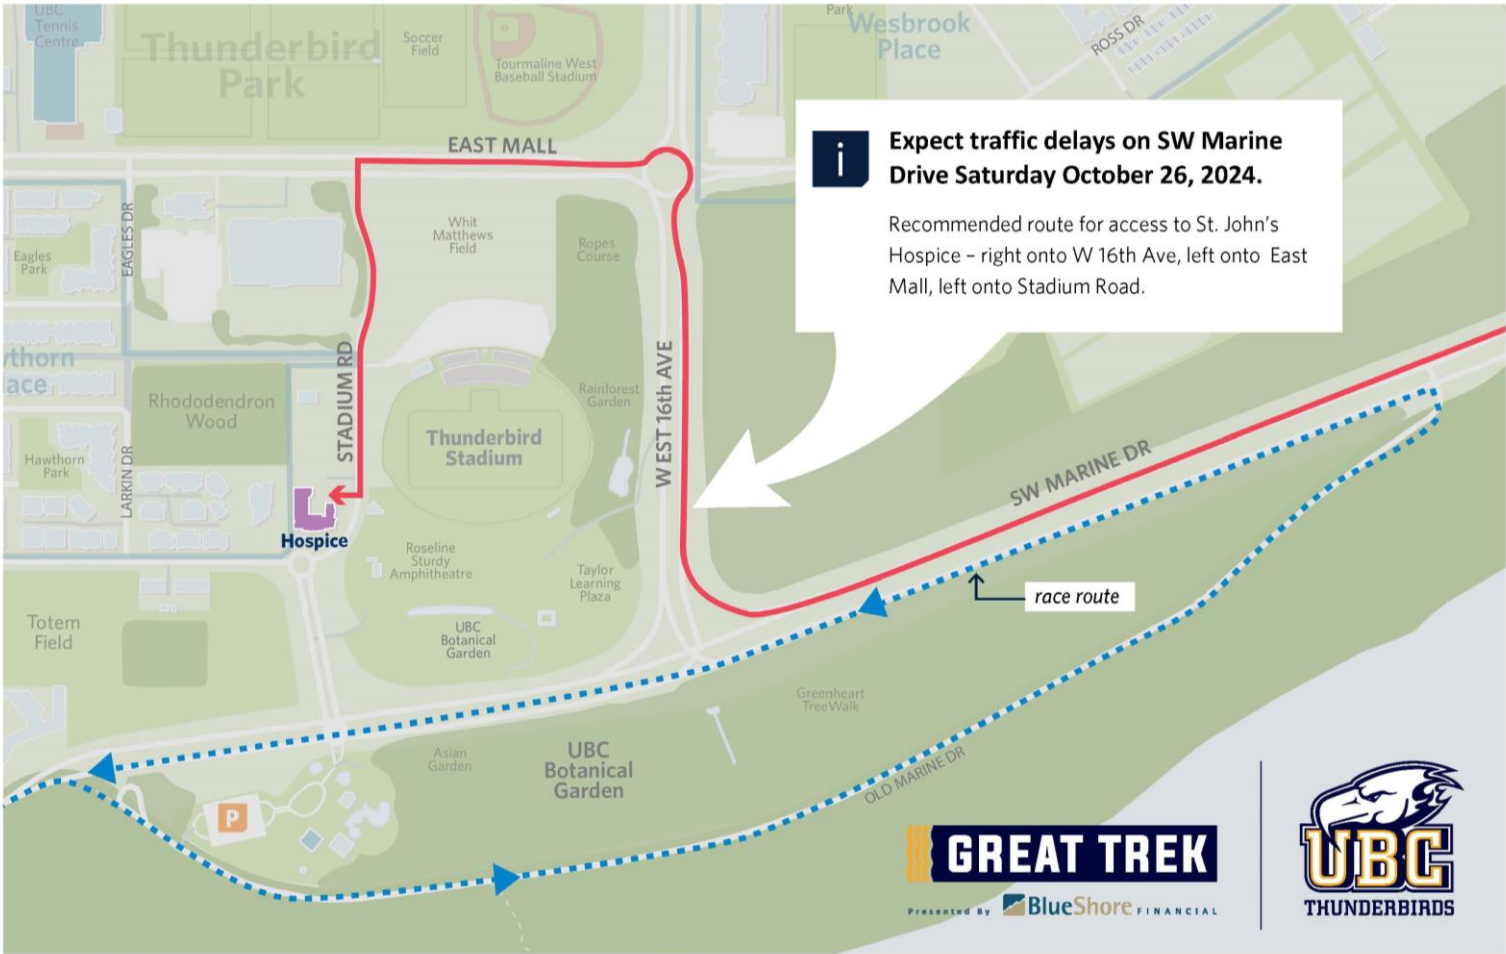 UBC
Tennis
Centre
Thunderbird
Park
Soccer
Field
Tourmaline West
Baseball Stadium
Park
Wesbrook
Place
ROSS DR
EAST MALL
i
Expect traffic delays on SW Marine
Drive Saturday October 26, 2024.
Recommended route for access to St. John's
Hospice – right onto W 16th Ave, left onto East
Mall, left onto Stadium Road.
EAGLES DR
Eagles
Park
Whit
Matthews
Field
Ropes
Course
thorn
ace
STADIUM RD
WEST 16th AVE
Rhododendron
Wood
Rainforest
Garden
Thunderbird
Stadium
Hawthorn
Park
LARKIN DR
SW MARINE DR
Hospice
Roseline
Sturdy
Amphitheatre
Taylor
Learning
Plaza
race route
Totem
Field
UBC
Botanical
Garden
Greenheart
TreeWalk
Asian
Garden
UBC
Botanical
Garden
OLD MARINE DR
P
GREAT TREK
Presented By BlueShore FINANCIAL
UBC
THUNDERBIRDS